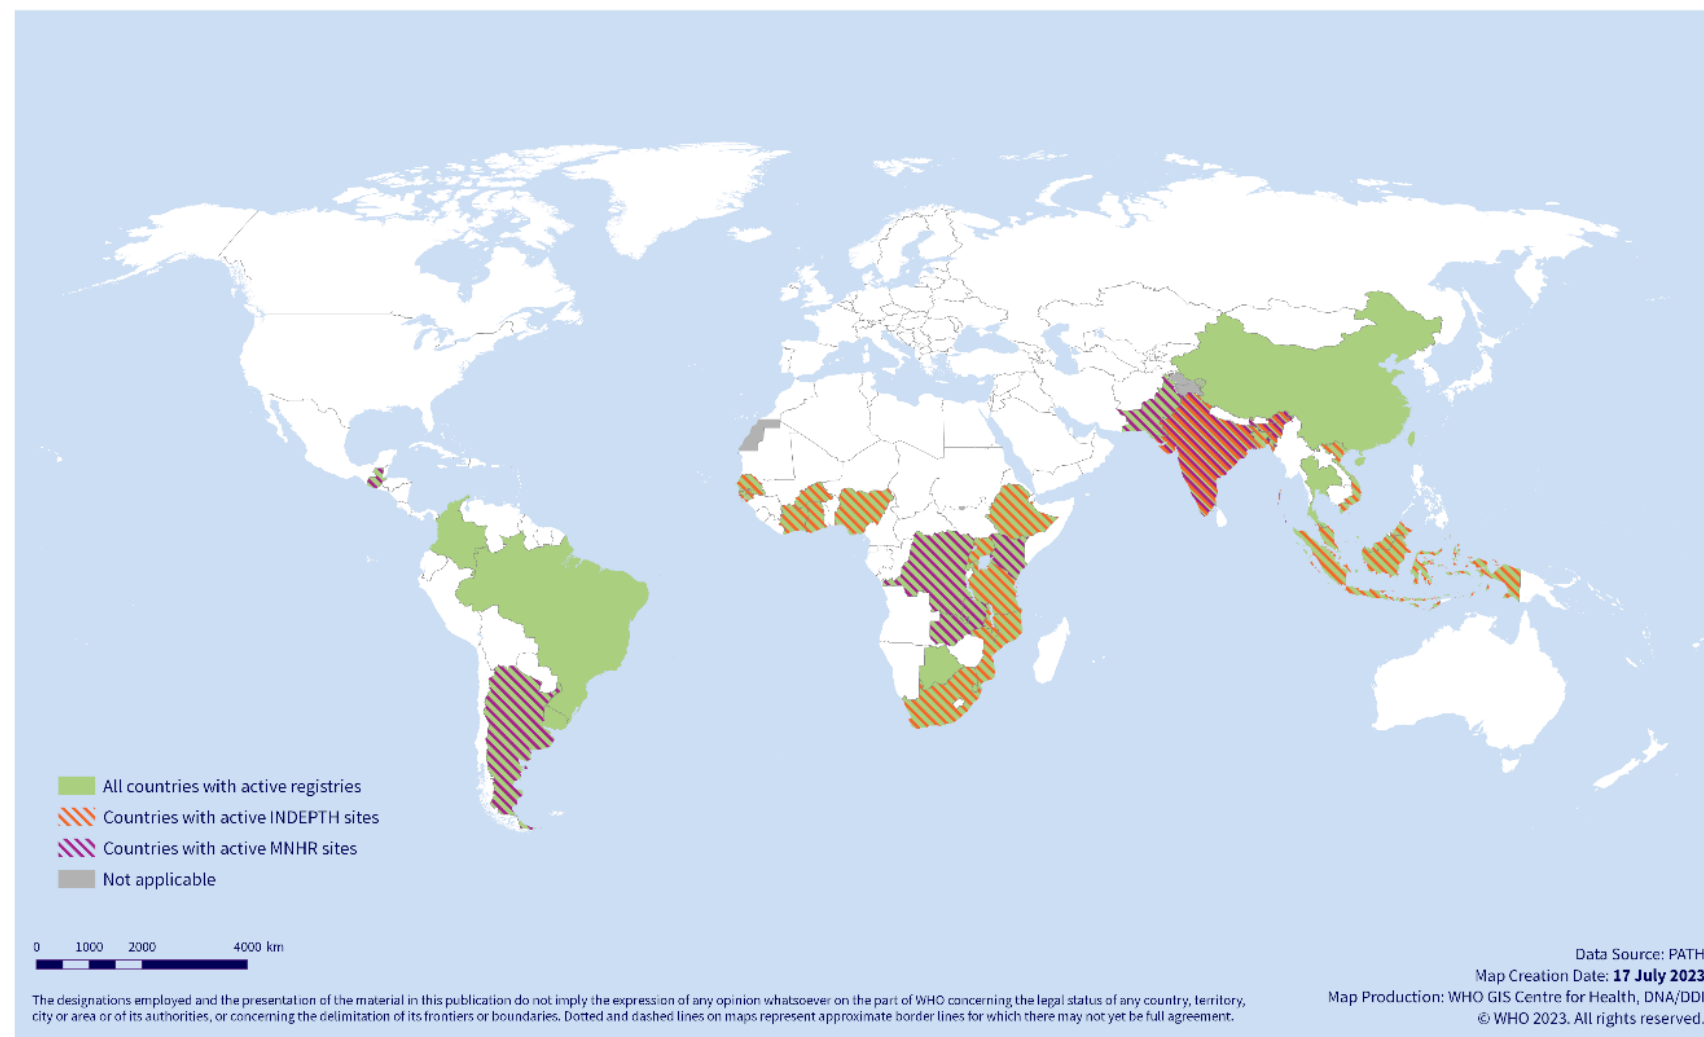 All countries with active registries
Countries with active INDEPTH sites
Countries with active MNHR sites
Not applicable
0 1000 2000 4000 km
Data Source: PATH
Map Creation Date: 17 July 2023
Map Production: WHO GIS Centre for Health, DNA/DDI
© WHO 2023. All rights reserved.
The designations employed and the presentation of the material in this publication do not imply the expression of any opinion whatsoever on the part of WHO concerning the legal status of any country, territory,
city or area or of its authorities, or concerning the delimitation of its frontiers or boundaries. Dotted and dashed lines on maps represent approximate border lines for which there may not yet be full agreement.